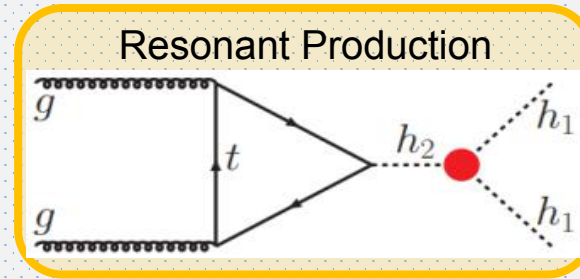 Resonant Production
g
t
h₂
h₁
g
h₁